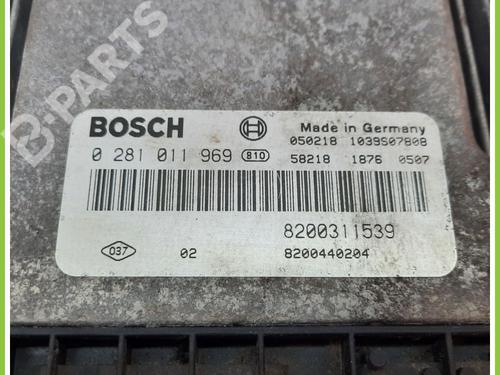 B-PARTS
BOSCH
Made in Germany
050218 1039S07808
0 281 011 969 810
58218 1876 0507
8200311539
037 02 8200440204